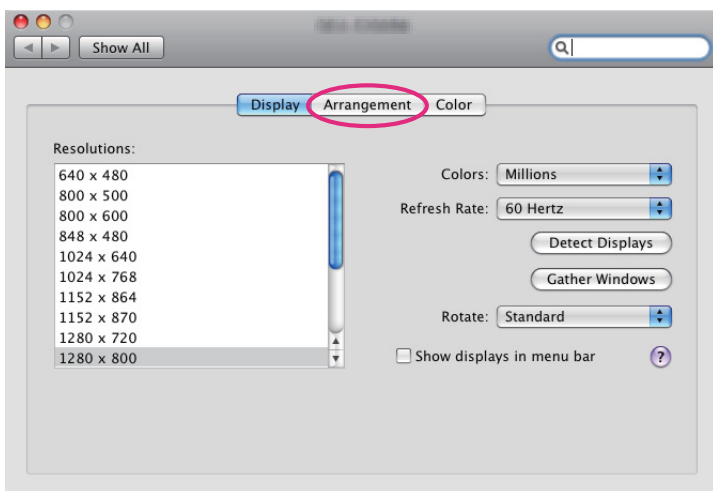 Show All
Display Arrangement Color
Resolutions:
640 x 480
800 x 500
800 x 600
848 x 480
1024 x 640
1024 x 768
1152 x 864
1152 x 870
1280 x 720
1280 x 800
Colors: Millions
Refresh Rate: 60 Hertz
Detect Displays
Gather Windows
Rotate: Standard
Show displays in menu bar ?